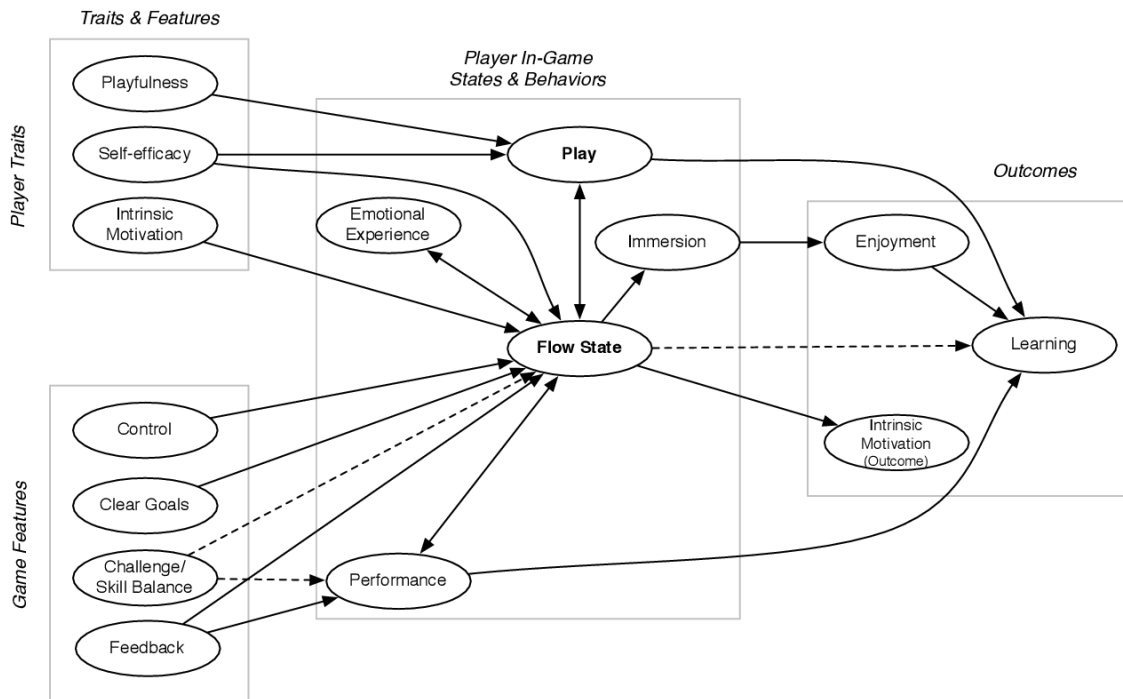 Traits & Features
Player In-Game
States & Behaviors
Outcomes
Player Traits
Playfulness
Self-efficacy
Intrinsic
Motivation
Game Features
Control
Clear Goals
Challenge/
Skill Balance
Feedback
Play
Emotional
Experience
Immersion
Flow State
Performance
Enjoyment
Learning
Intrinsic
Motivation
(Outcome)